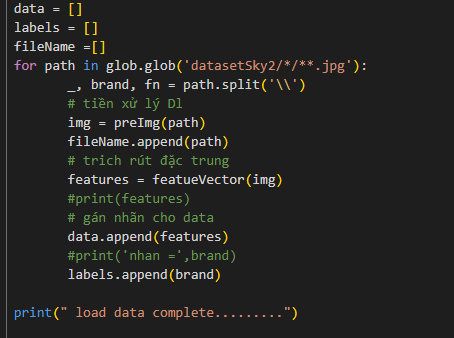 data = []
labels = []
fileName =[]
for path in glob.glob('datasetSky2/*/**.jpg'):
_, brand, fn = path.split('\\')
# tiền xử lý Dl
img = preImg(path)
fileName.append(path)
# trich rút đặc trung
features = featueVector(img)
#print(features)
# gán nhãn cho data
data.append(features)
#print('nhan =',brand)
labels.append(brand)
print(" load data complete.........")